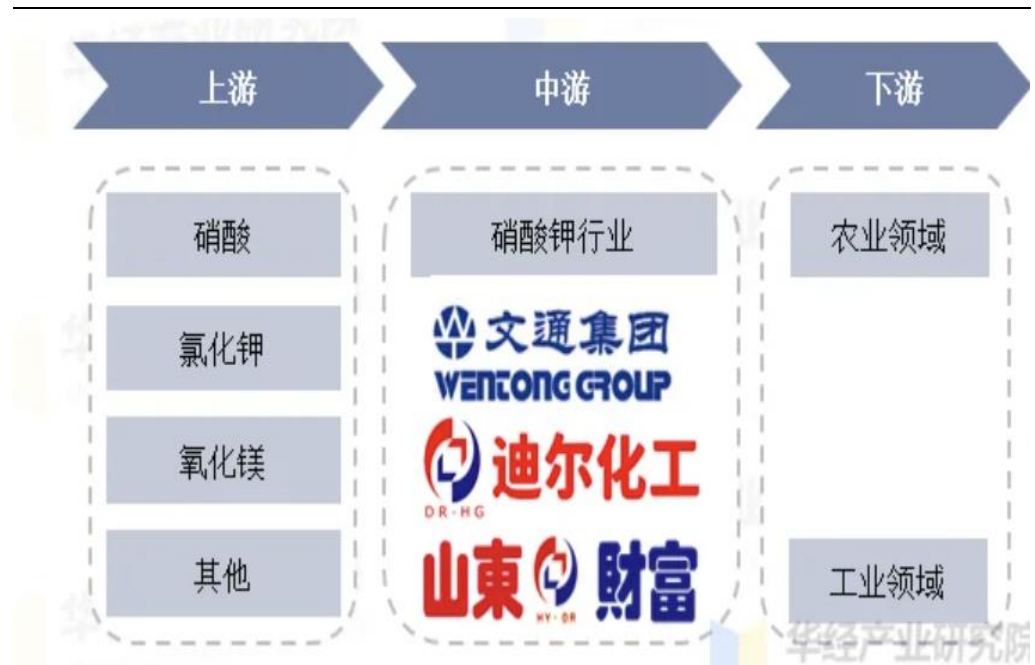 上游
中游
下游
硝酸
氯化钾
氧化镁
其他
硝酸钾行业
文通集团
WENTONG GROUP
迪尔化工
DR-HG
山東 財富
HY-DR
农业领域
工业领域
华经产业研究院